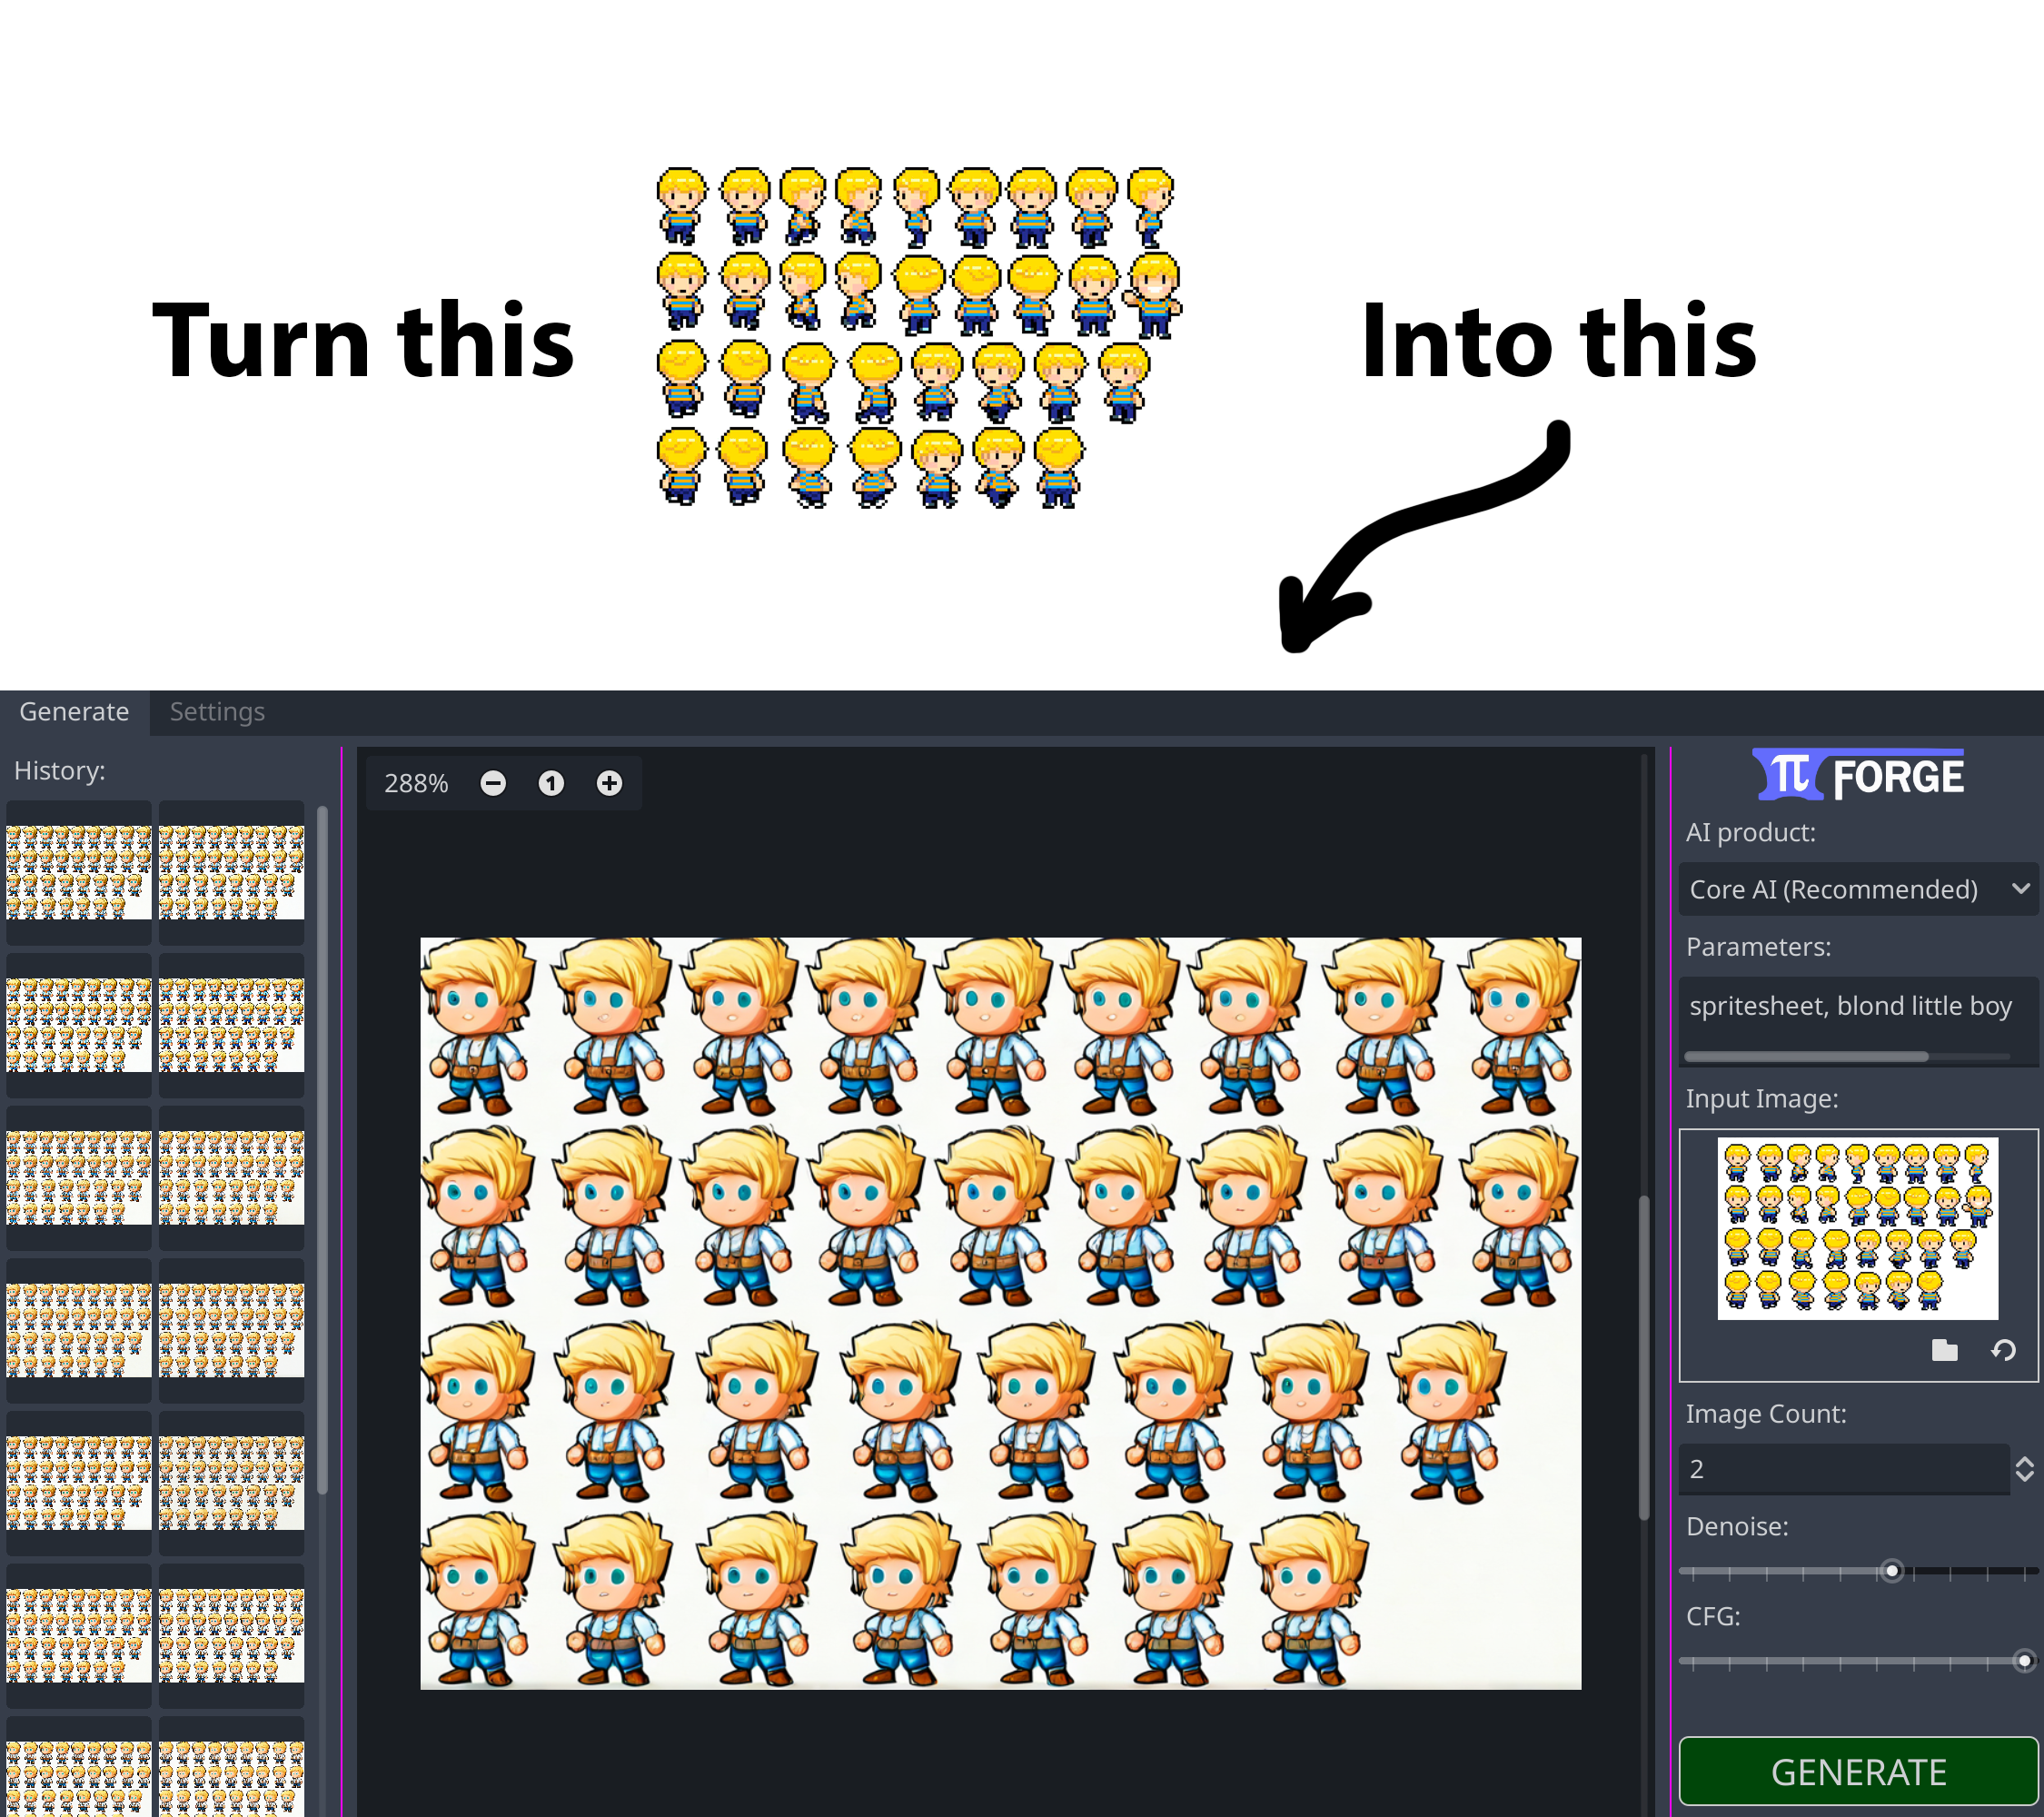 Turn this
Into this
Generate
Settings
History:
288%
1
π FORGE
AI product:
Core AI (Recommended)
Parameters:
spritesheet, blond little boy
Input Image:
Image Count:
2
Denoise:
CFG:
GENERATE